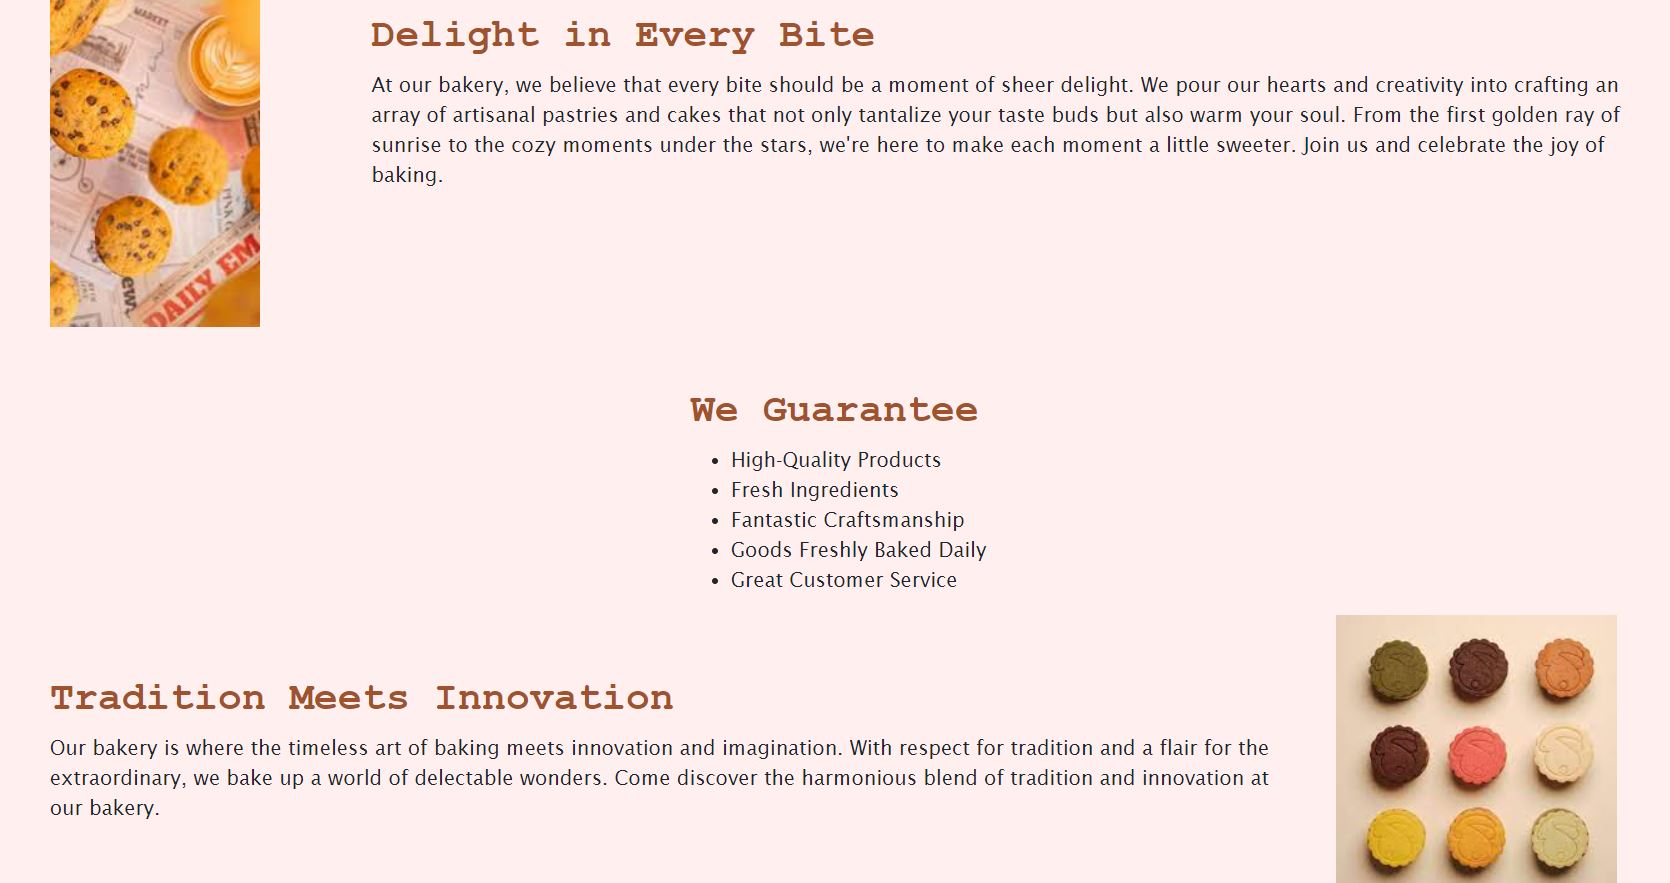 MARKET
DAILY EM
Delight in Every Bite
At our bakery, we believe that every bite should be a moment of sheer delight. We pour our hearts and creativity into crafting an
array of artisanal pastries and cakes that not only tantalize your taste buds but also warm your soul. From the first golden ray of
sunrise to the cozy moments under the stars, we're here to make each moment a little sweeter. Join us and celebrate the joy of
baking.
We Guarantee
• High-Quality Products
• Fresh Ingredients
• Fantastic Craftsmanship
• Goods Freshly Baked Daily
• Great Customer Service
Tradition Meets Innovation
Our bakery is where the timeless art of baking meets innovation and imagination. With respect for tradition and a flair for the
extraordinary, we bake up a world of delectable wonders. Come discover the harmonious blend of tradition and innovation at
our bakery.